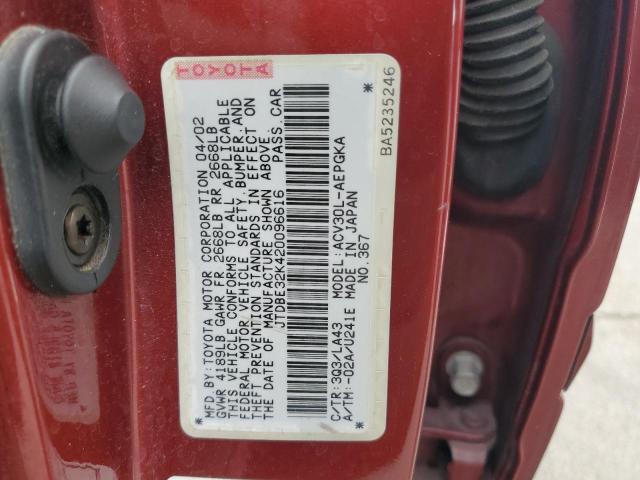 TOYOTA
MFD.BY:TOYOTA MOTOR CORPORATION 04/02
GVWR 4189LB GAWR FR 2668LB RR 2668LB
THIS VEHICLE CONFORMS TO ALL APPLICABLE
FEDERAL MOTOR VEHICLE SAFETY,BUMPER,AND
THEFT PREVENTION STANDARDS IN EFFECT ON
THE DATE OF MANUFACTURE SHOWN ABOVE.
JTDBE32K420096616 PASS.CAR
C/TR:3Q3/LA43 MODEL:ACV30L-AEPGKA
A/TM:-02A/U241E MADE IN JAPAN
NO.367
BA5235246